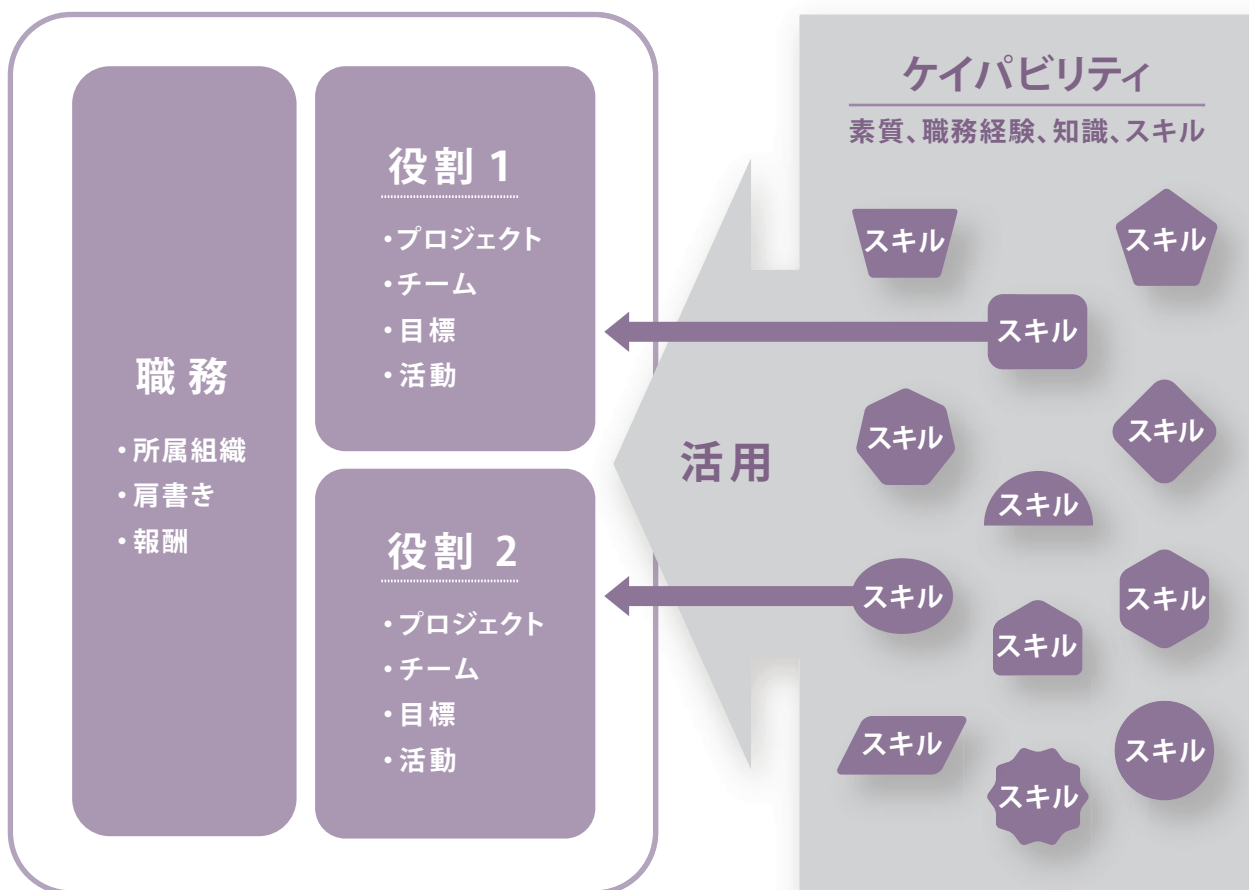 職務
・所属組織
・肩書き
・報酬
役割 1
・プロジェクト
・チーム
・目標
・活動
役割 2
・プロジェクト
・チーム
・目標
・活動
活用
ケイパビリティ
素質、職務経験、知識、スキル
スキル
スキル
スキル
スキル
スキル
スキル
スキル
スキル
スキル
スキル
スキル
スキル